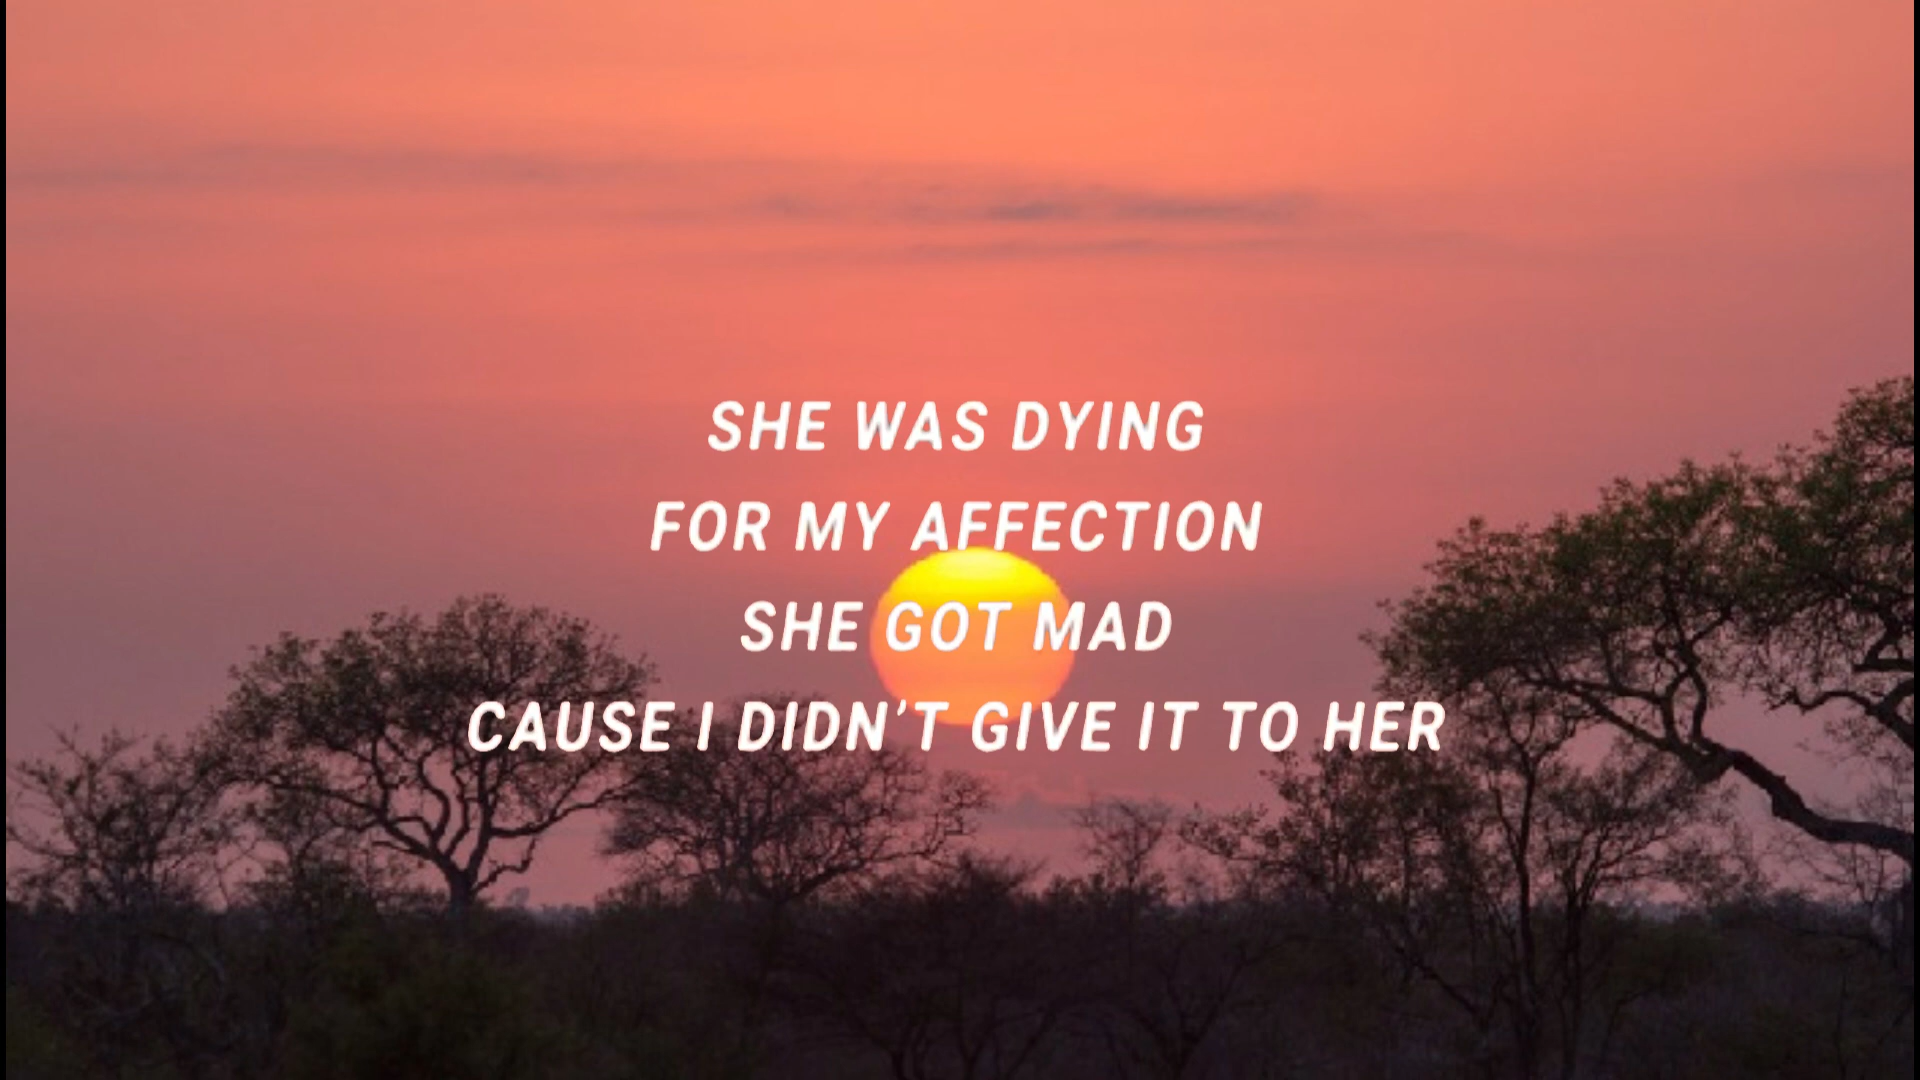 SHE WAS DYING
FOR MY AFFECTION
SHE GOT MAD
CAUSE I DIDN'T GIVE IT TO HER